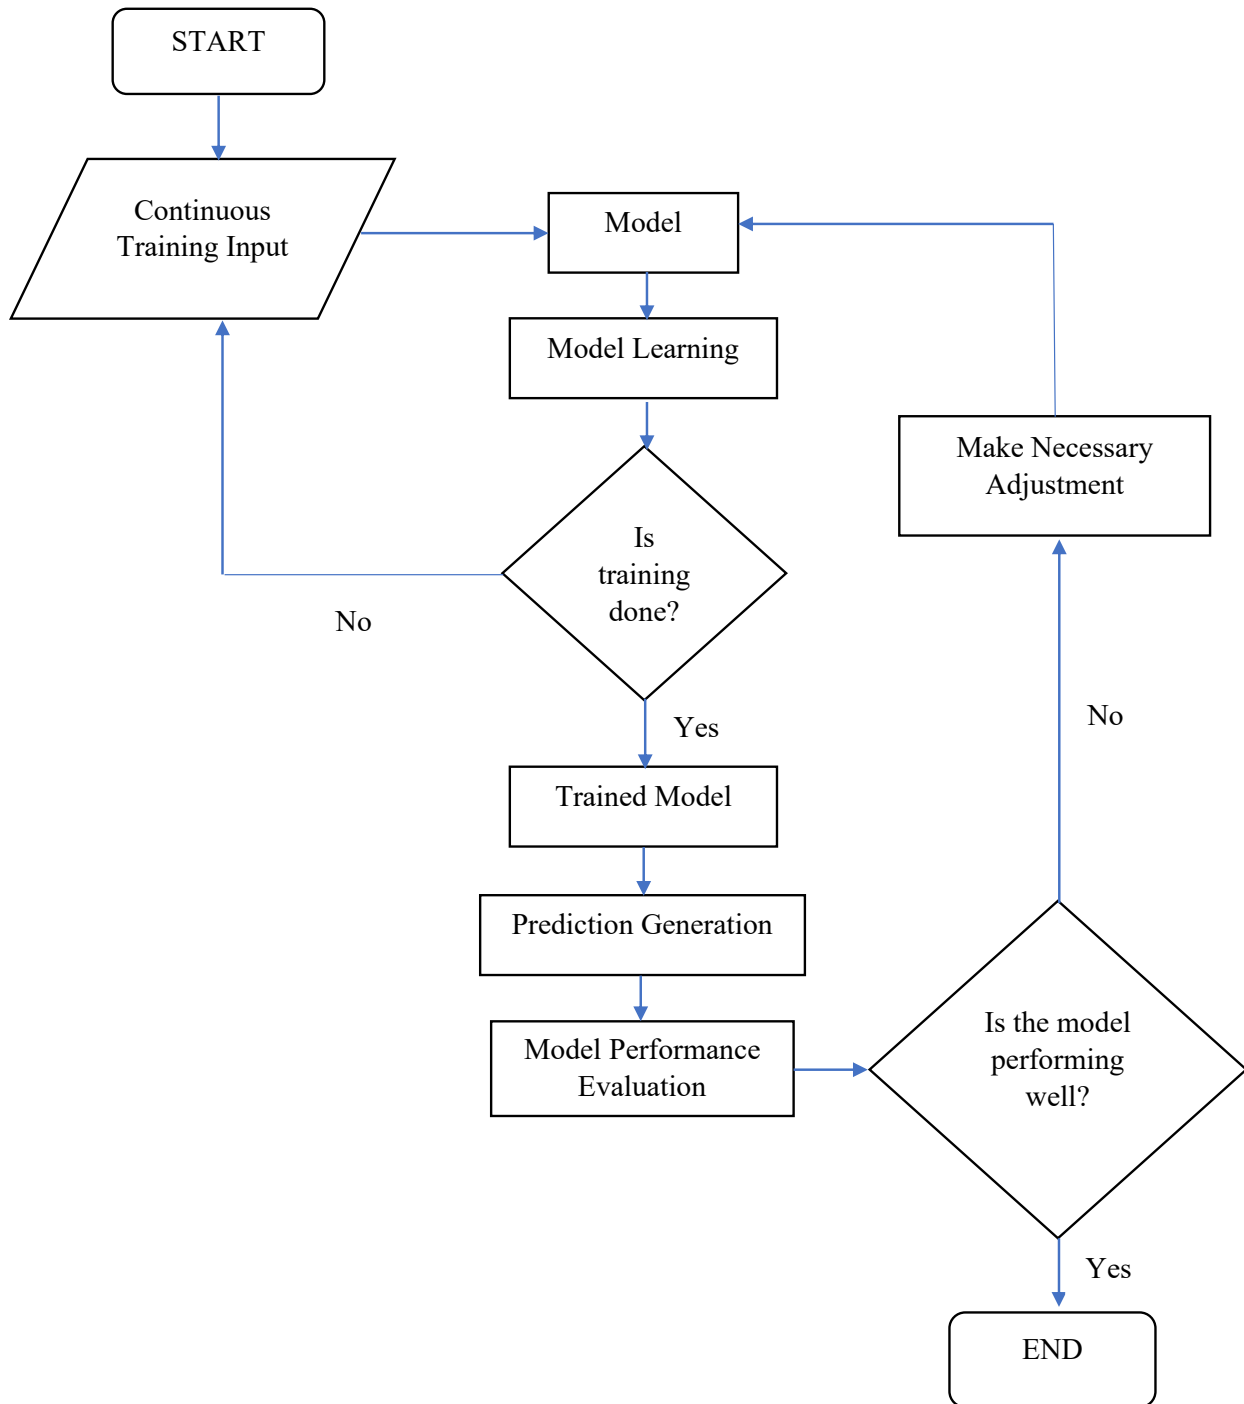 START
Continuous
Training Input
Model
Model Learning
Is
training
done?
No
Yes
Trained Model
Prediction Generation
Model Performance
Evaluation
Is the model
performing
well?
No
Make Necessary
Adjustment
Yes
END